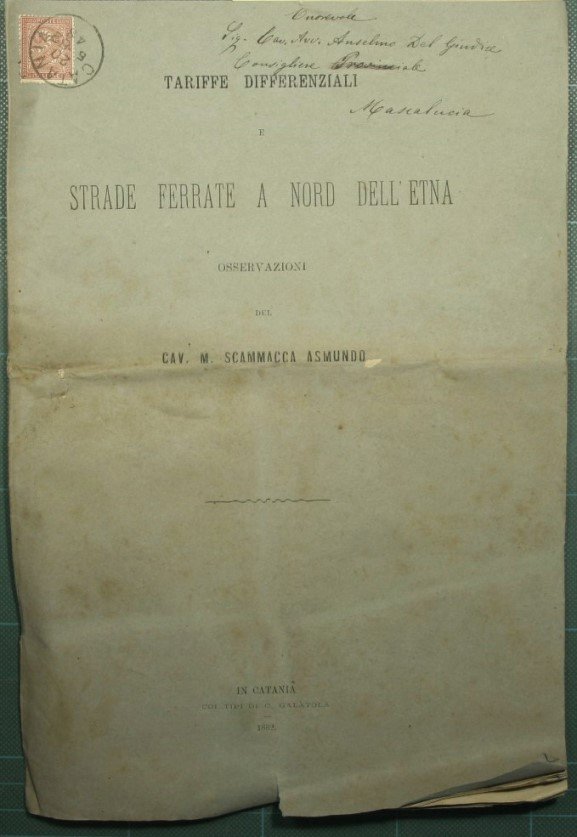 Onorevole
Sig. Cav. Avv. Anselmo Del Giudice
Consigliere Provinciale
TARIFFE DIFFERENZIALI
Mascalucia
E
STRADE FERRATE A NORD DELL'ETNA
OSSERVAZIONI
DEL
CAV. M. SCAMMACCA ASMUNDO
IN CATANIA
COI TIPI DI C. GALÀTOLA
1882.